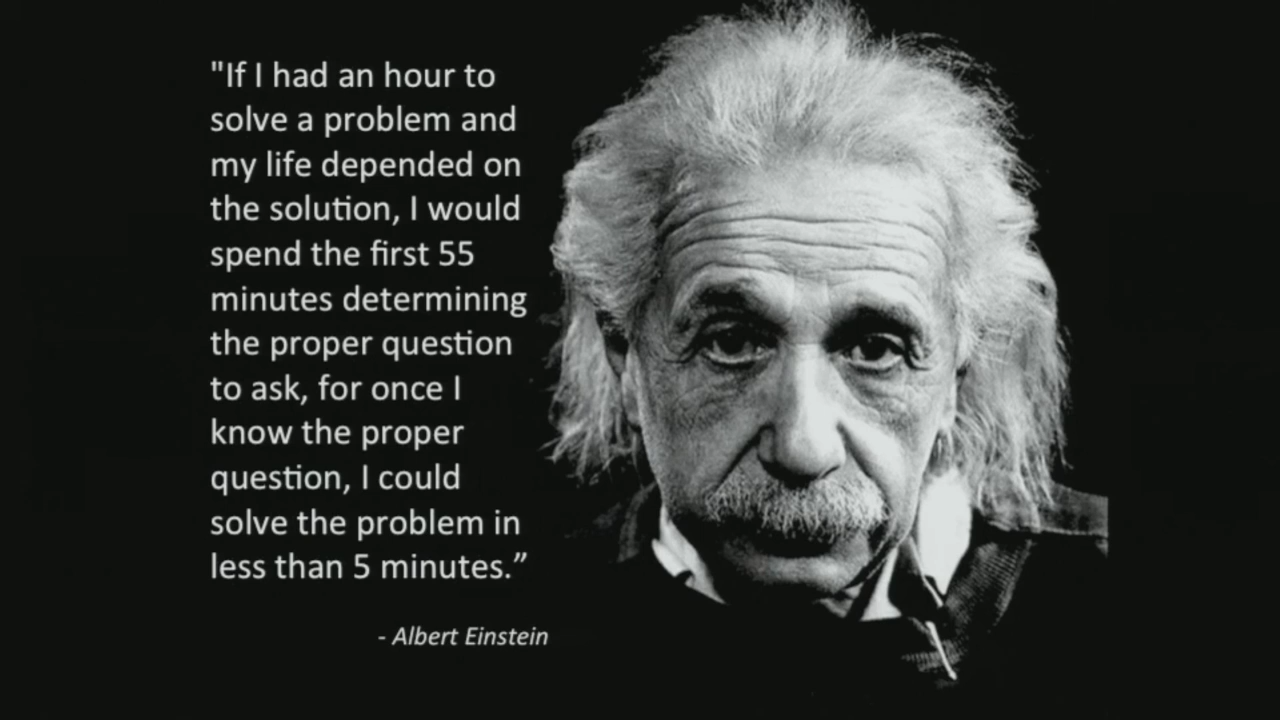 "If I had an hour to
solve a problem and
my life depended on
the solution, I would
spend the first 55
minutes determining
the proper question
to ask, for once I
know the proper
question, I could
solve the problem in
less than 5 minutes.”
- Albert Einstein